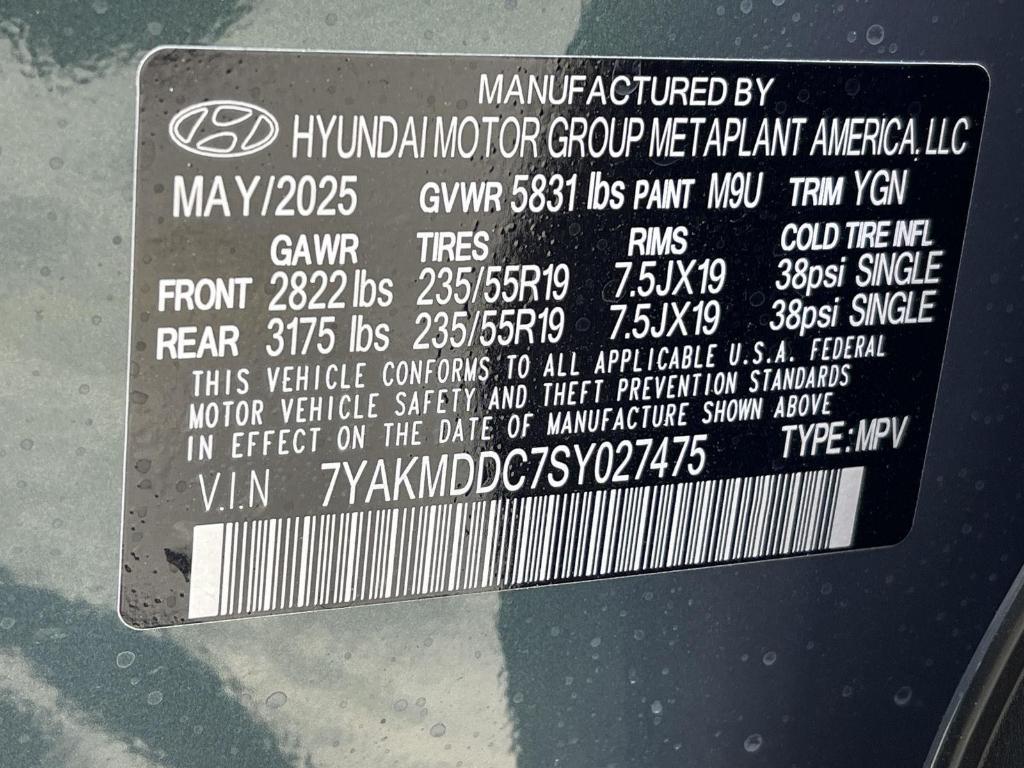 MANUFACTURED BY
HYUNDAI MOTOR GROUP METAPLANT AMERICA, LLC
MAY/2025 GVWR 5831 lbs PAINT M9U TRIM YGN
GAWR TIRES RIMS COLD TIRE INFL
FRONT 2822 lbs 235/55R19 7.5JX19 38psi SINGLE
REAR 3175 lbs 235/55R19 7.5JX19 38psi SINGLE
THIS VEHICLE CONFORMS TO ALL APPLICABLE U.S.A. FEDERAL
MOTOR VEHICLE SAFETY AND THEFT PREVENTION STANDARDS
IN EFFECT ON THE DATE OF MANUFACTURE SHOWN ABOVE
V.I.N 7YAKMDDC7SY027475 TYPE: MPV